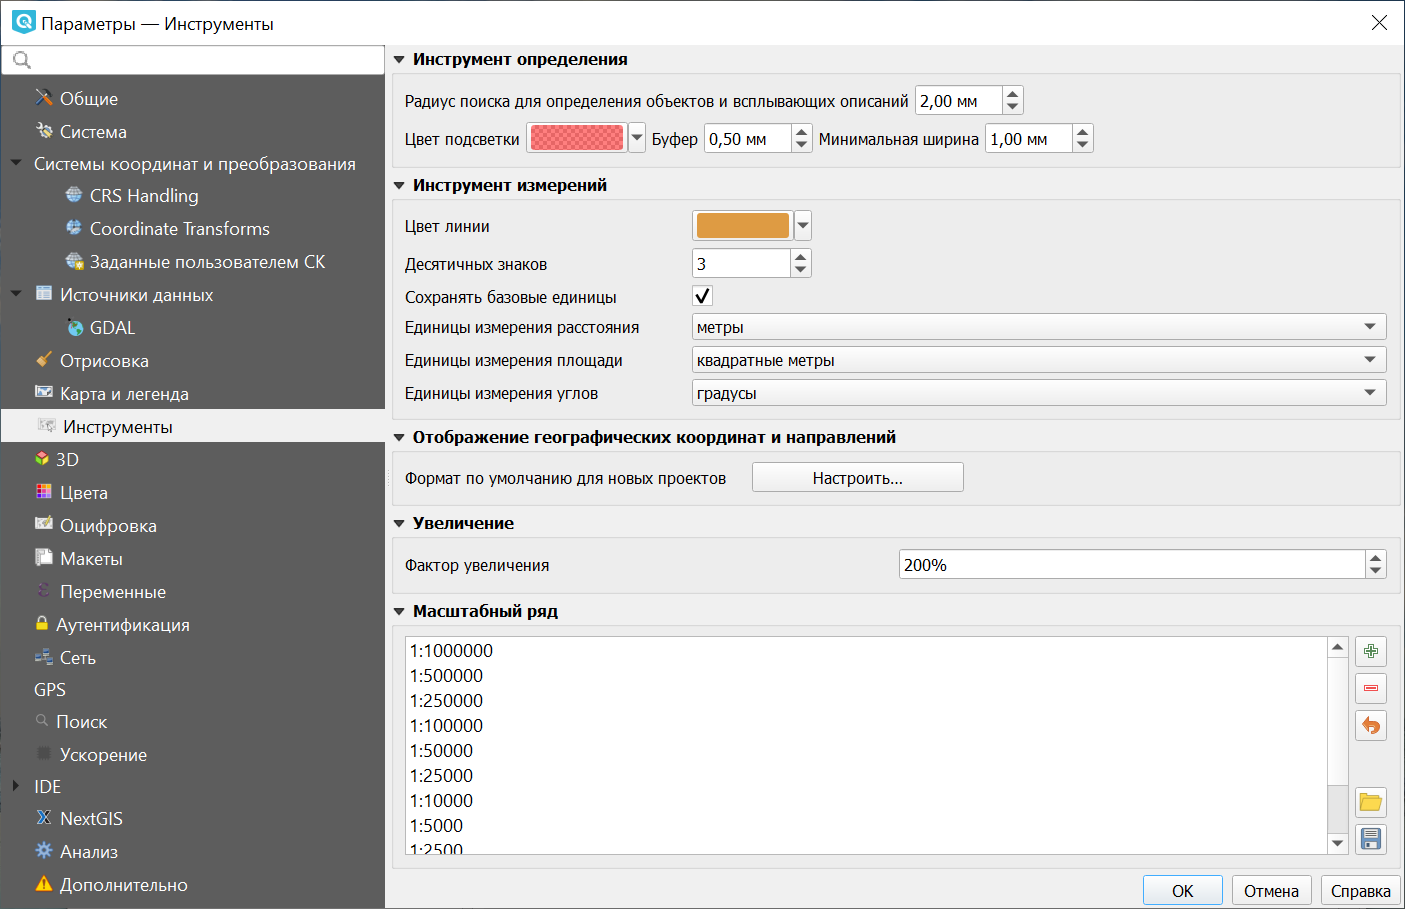 Параметры — Инструменты
Общие
Система
Системы координат и преобразования
CRS Handling
Coordinate Transforms
Заданные пользователем СК
Источники данных
GDAL
Отрисовка
Карта и легенда
Инструменты
3D
Цвета
Оцифровка
Макеты
Переменные
Аутентификация
Сеть
GPS
Поиск
Ускорение
IDE
NextGIS
Анализ
Дополнительно
Инструмент определения
Радиус поиска для определения объектов и всплывающих описаний 2,00 мм
Цвет подсветки Буфер 0,50 мм Минимальная ширина 1,00 мм
Инструмент измерений
Цвет линии
Десятичных знаков 3
Сохранять базовые единицы
Единицы измерения расстояния метры
Единицы измерения площади квадратные метры
Единицы измерения углов градусы
Отображение географических координат и направлений
Формат по умолчанию для новых проектов Настроить...
Увеличение
Фактор увеличения 200%
Масштабный ряд
1:1000000
1:500000
1:250000
1:100000
1:50000
1:25000
1:10000
1:5000
1:2500
OK Отмена Справка